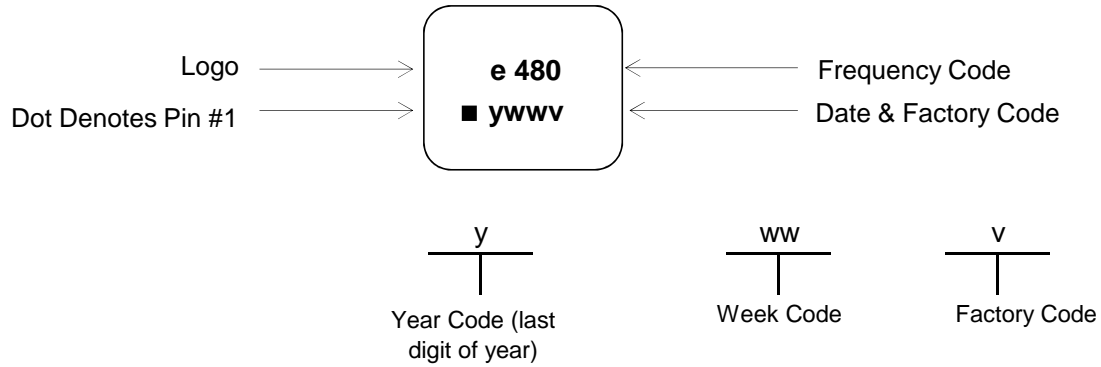 Logo
e 480
Frequency Code
Dot Denotes Pin #1
■ ywwv
Date & Factory Code
y
ww
v
Year Code (last
digit of year)
Week Code
Factory Code